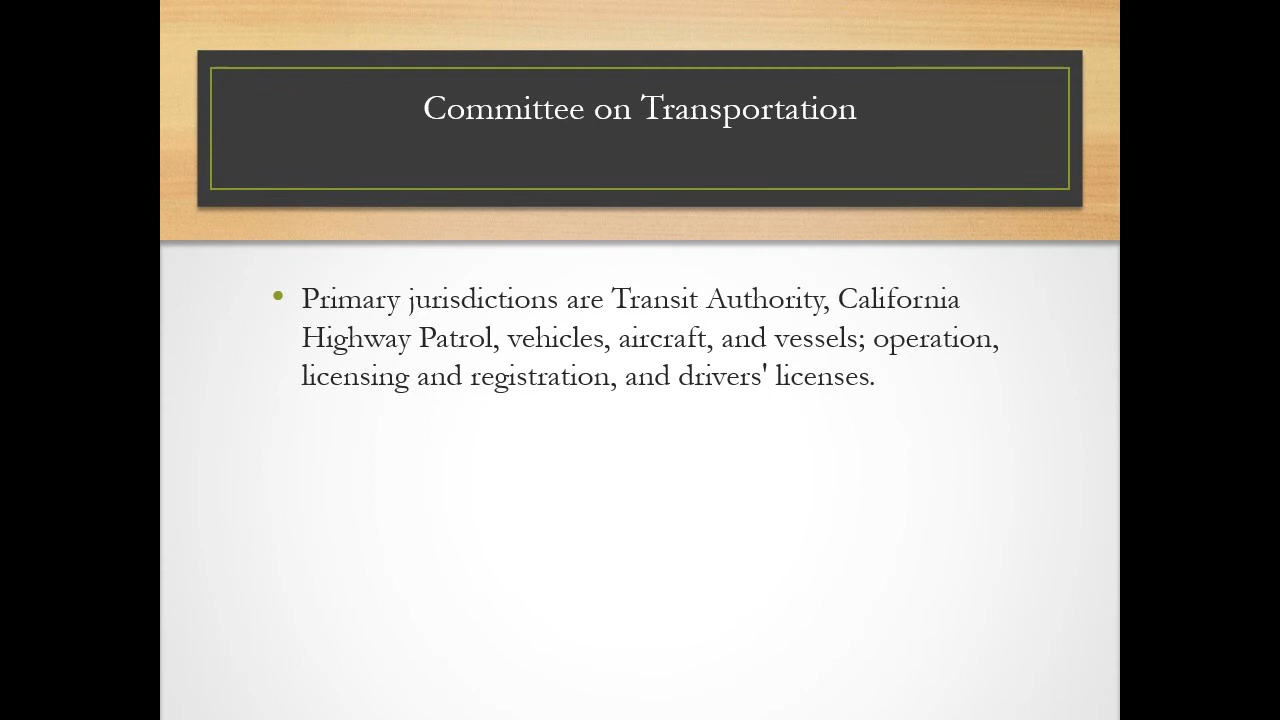 Committee on Transportation
• Primary jurisdictions are Transit Authority, California
Highway Patrol, vehicles, aircraft, and vessels; operation,
licensing and registration, and drivers' licenses.